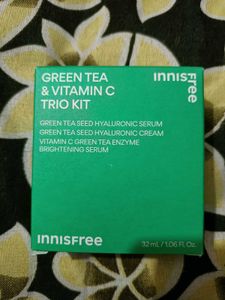 GREEN TEA
& VITAMIN C
TRIO KIT
innisfree
GREEN TEA SEED HYALURONIC SERUM
GREEN TEA SEED HYALURONIC CREAM
VITAMIN C GREEN TEA ENZYME
BRIGHTENING SERUM
innisfree
32 mL / 1.06 Fl. Oz.